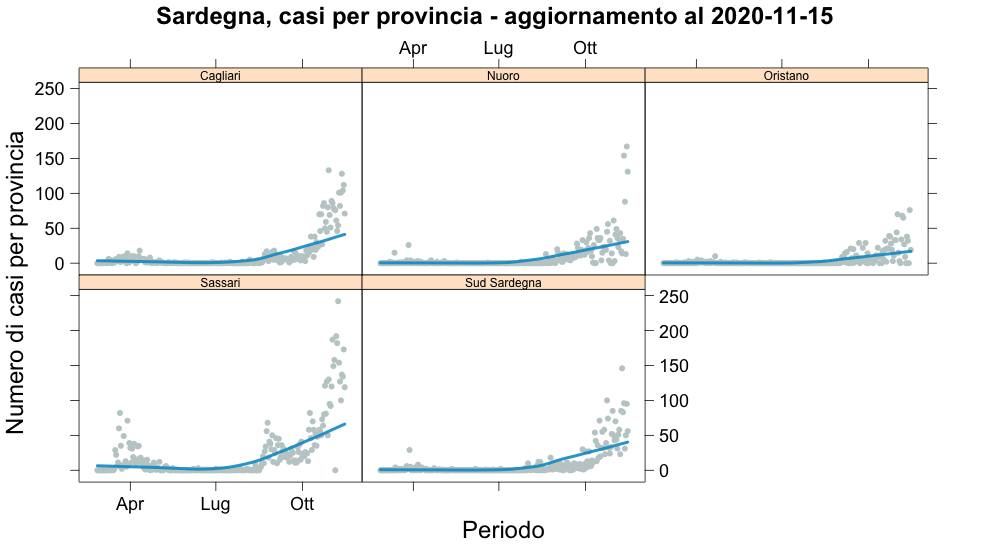 Sardegna, casi per provincia - aggiornamento al 2020-11-15
Apr Lug Ott
Cagliari Nuoro Oristano
250
200
150
100
50
0
Numero di casi per provincia
Sassari Sud Sardegna
250
200
150
100
50
0
Apr Lug Ott
Periodo